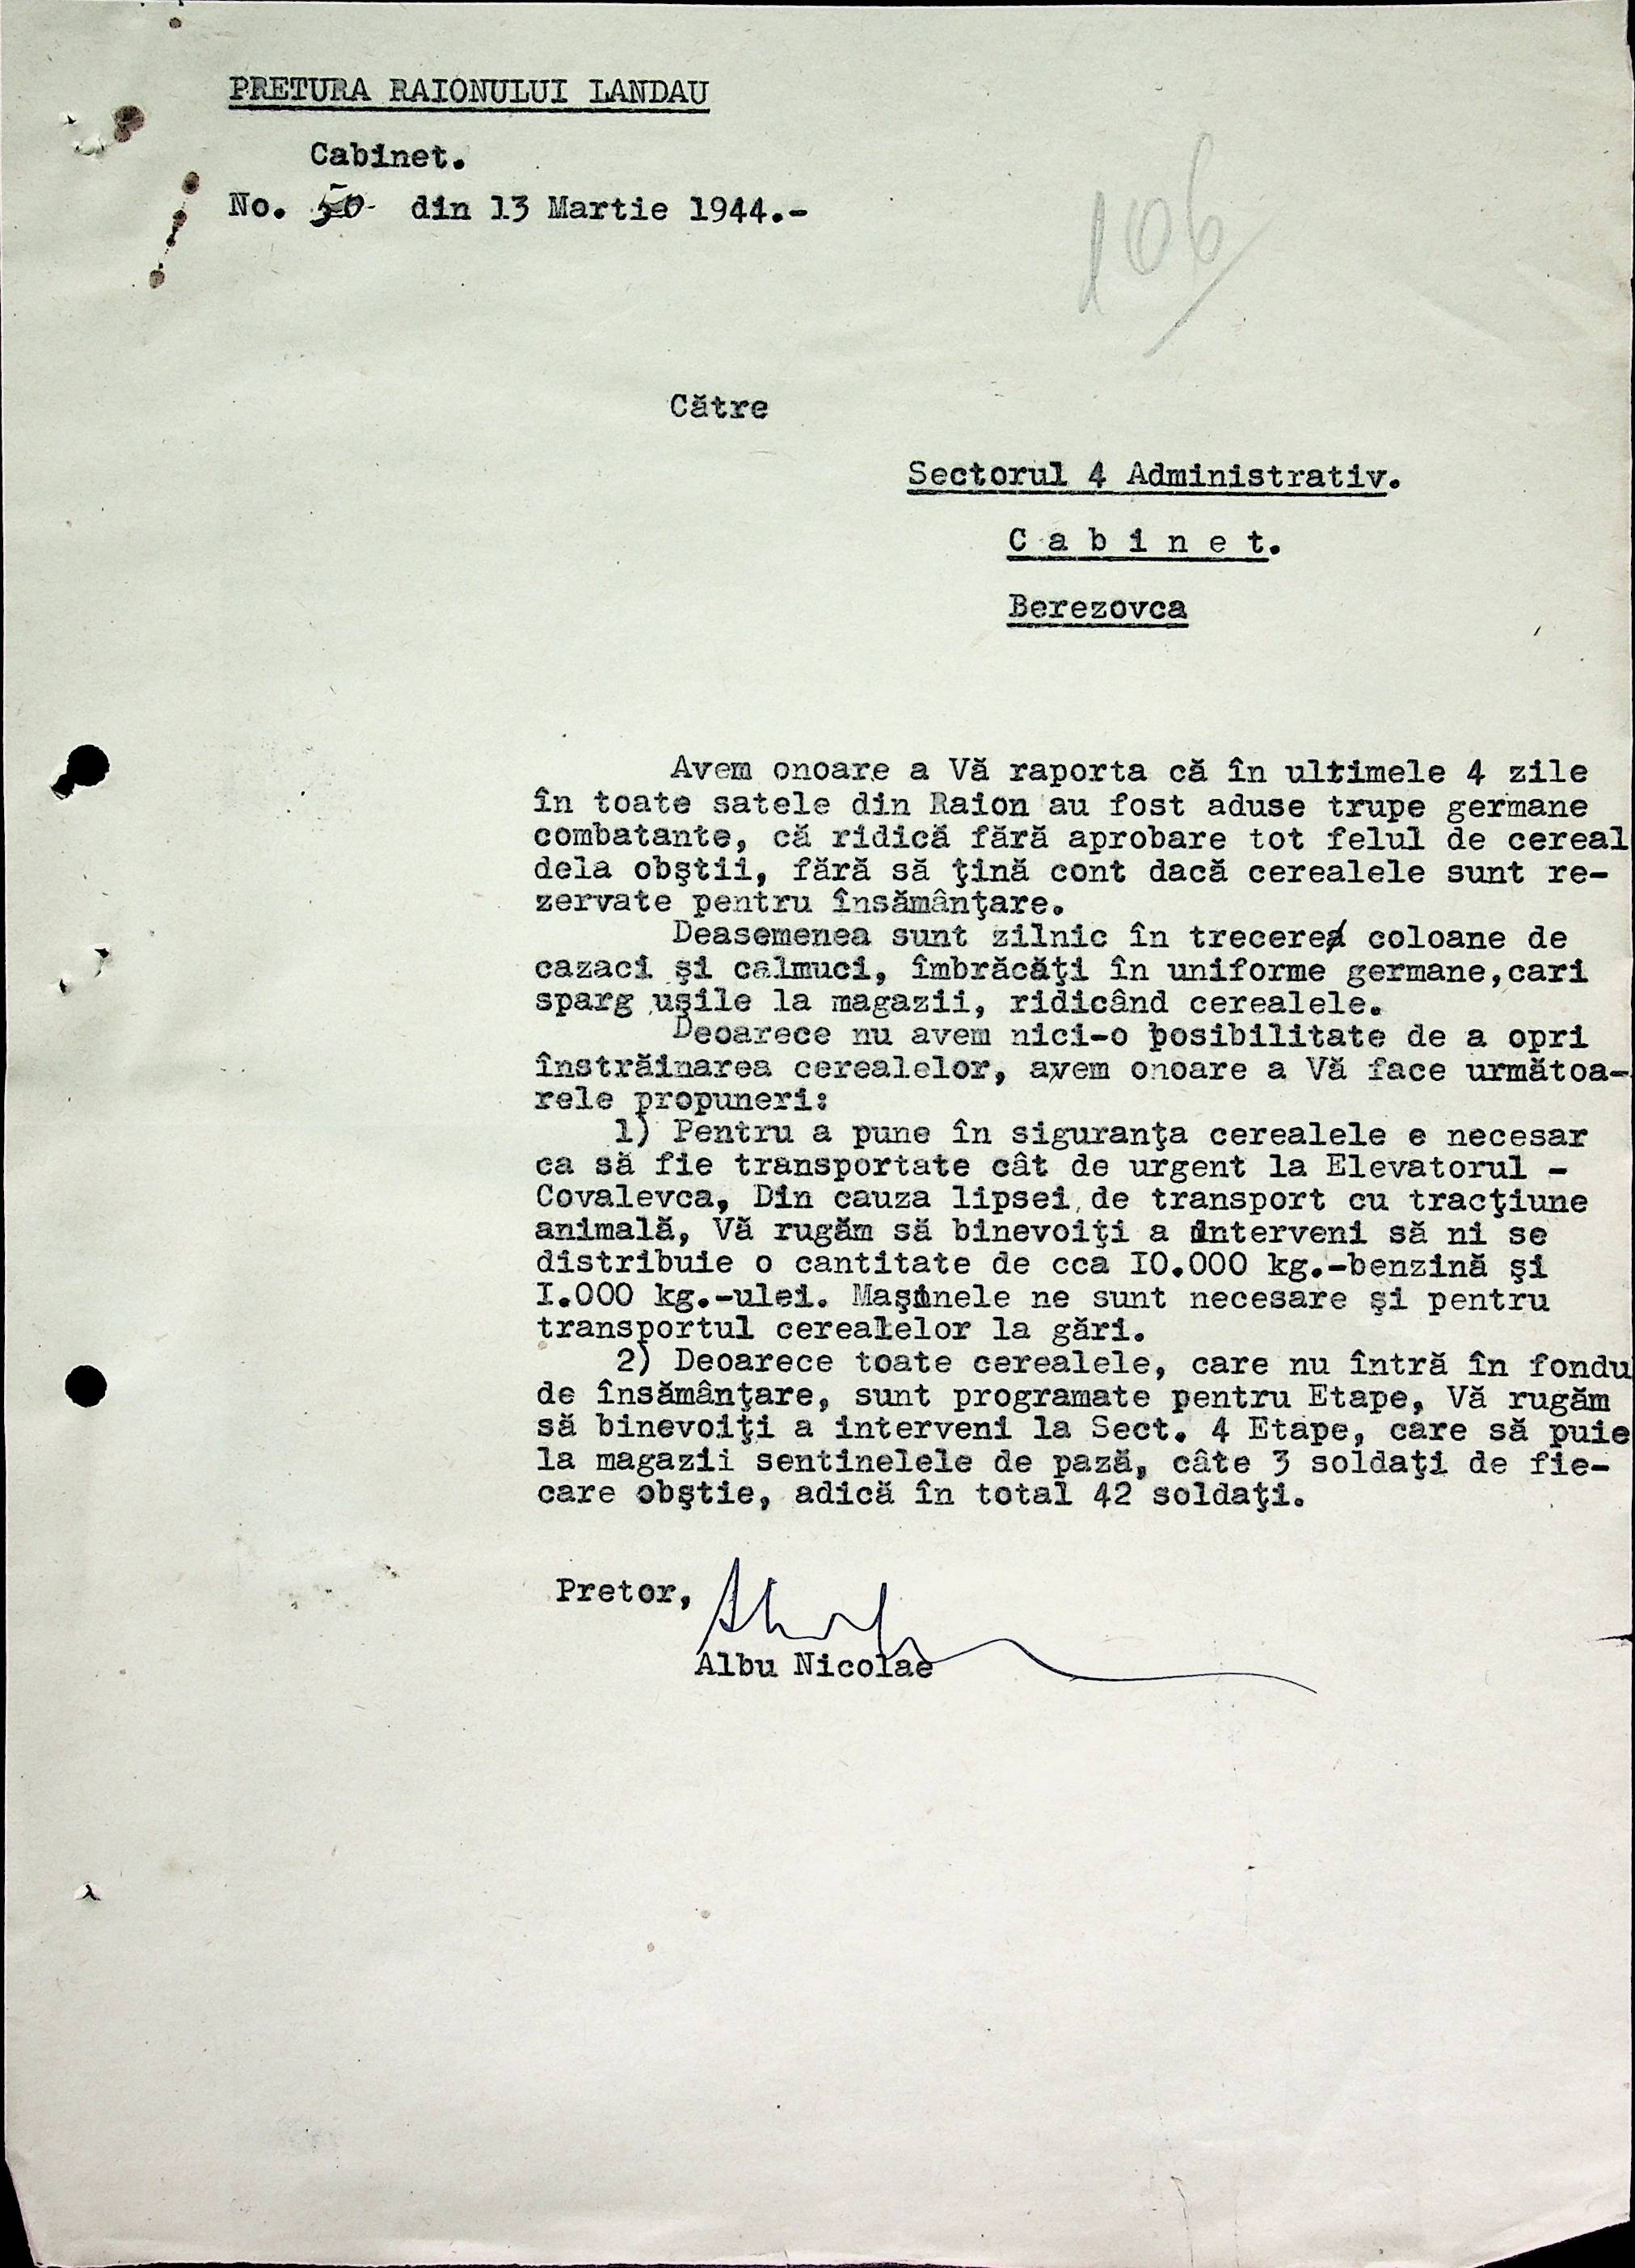 PRETURA RAIONULUI LANDAU
Cabinet.
No. 50 din 13 Martie 1944.-
106
Către
Sectorul 4 Administrativ.
C a b i n e t.
Berezovca
Avem onoare a Vă raporta că în ultimele 4 zile
în toate satele din Raion au fost aduse trupe germane
combatante, că ridică fără aprobare tot felul de cereal
dela obştii, fără să ţină cont dacă cerealele sunt re-
zervate pentru însămânţare.
Deasemenea sunt zilnic în trecere coloane de
cazaci şi calmuci, îmbrăcăţi în uniforme germane,cari
sparg uşile la magazii, ridicând cerealele.
Deoarece nu avem nici-o posibilitate de a opri
înstrăinarea cerealelor, avem onoare a Vă face următoa-
rele propuneri:
1) Pentru a pune în siguranţa cerealele e necesar
ca să fie transportate cât de urgent la Elevatorul -
Covalevca, Din cauza lipsei de transport cu tracţiune
animală, Vă rugăm să binevoiţi a interveni să ni se
distribuie o cantitate de cca I0.000 kg.-benzină şi
I.000 kg.-ulei. Maşinele ne sunt necesare şi pentru
transportul cerealelor la gări.
2) Deoarece toate cerealele, care nu întră în fondu
de însămânţare, sunt programate pentru Etape, Vă rugăm
să binevoiţi a interveni la Sect. 4 Etape, care să puie
la magazii sentinelele de pază, câte 3 soldaţi de fie-
care obştie, adică în total 42 soldaţi.
Pretor,
Albu Nicolae